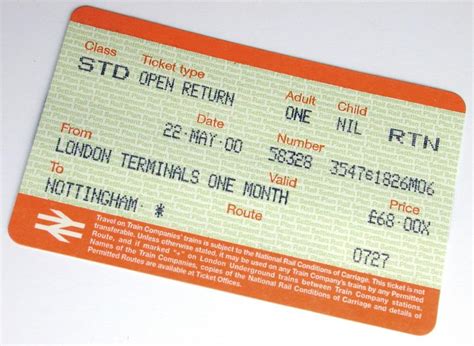 Class Ticket type Adult Child
STD OPEN RETURN ONE NIL RTN
Date Number
22·MAY·00 58328 3547@1826M06
From Valid Price
LONDON TERMINALS ONE MONTH £68·00X
To Route
NOTTINGHAM * 0727
Travel on Train Companies' trains is subject to the National Rail Conditions of Carriage. This ticket is not
transferable. Unless otherwise stated, it may be used on any Train Company's trains by any Permitted
Route, and if marked "+" on London Underground trains between Train Company stations.
Names of the Train Companies, copies of the National Rail Conditions of Carriage and details of
Permitted Routes are available at Ticket Offices.